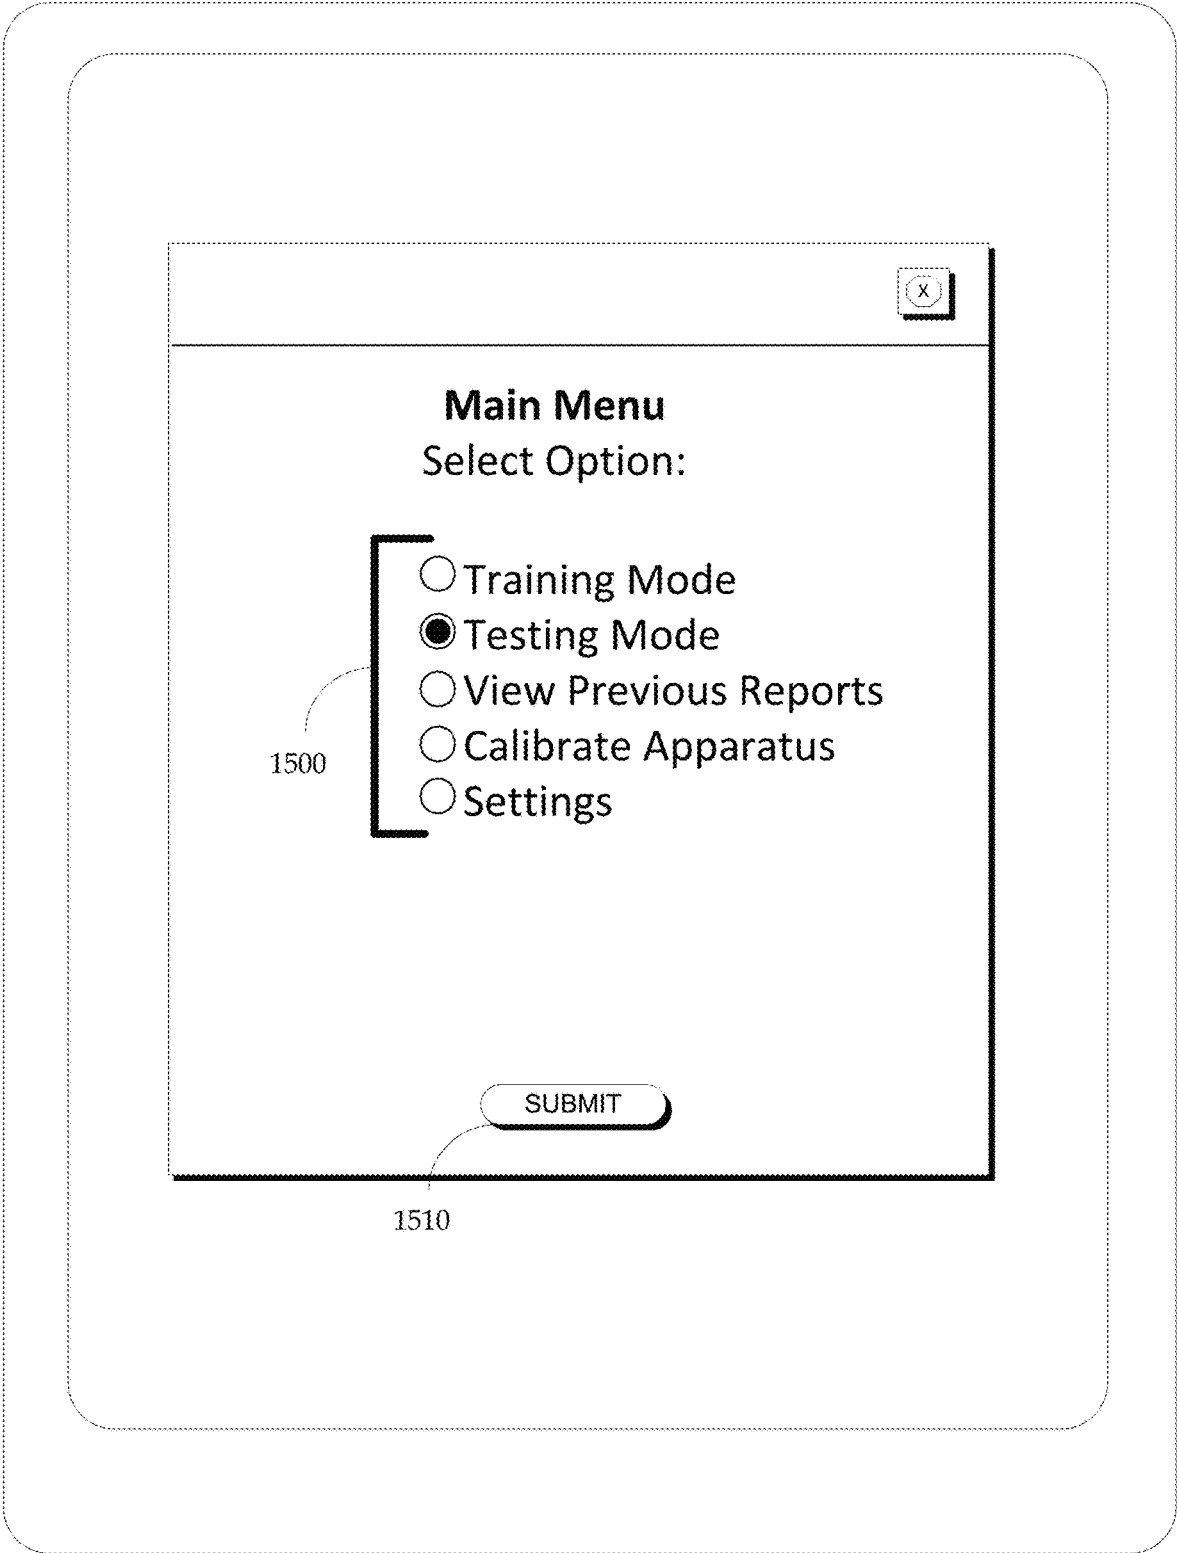 X
Main Menu
Select Option:
Training Mode
Testing Mode
View Previous Reports
Calibrate Apparatus
Settings
1500
SUBMIT
1510